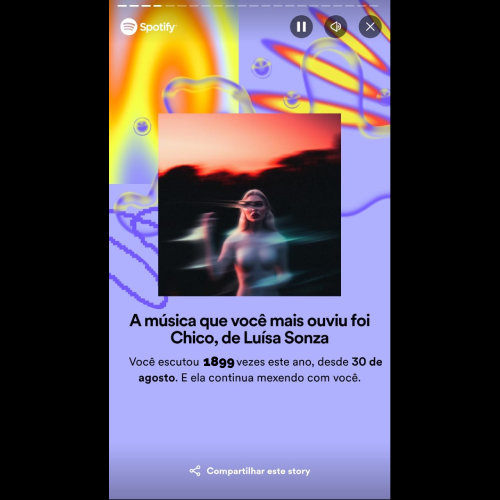 Spotify
A música que você mais ouviu foi
Chico, de Luísa Sonza
Você escutou 1899 vezes este ano, desde 30 de
agosto. E ela continua mexendo com você.
Compartilhar este story